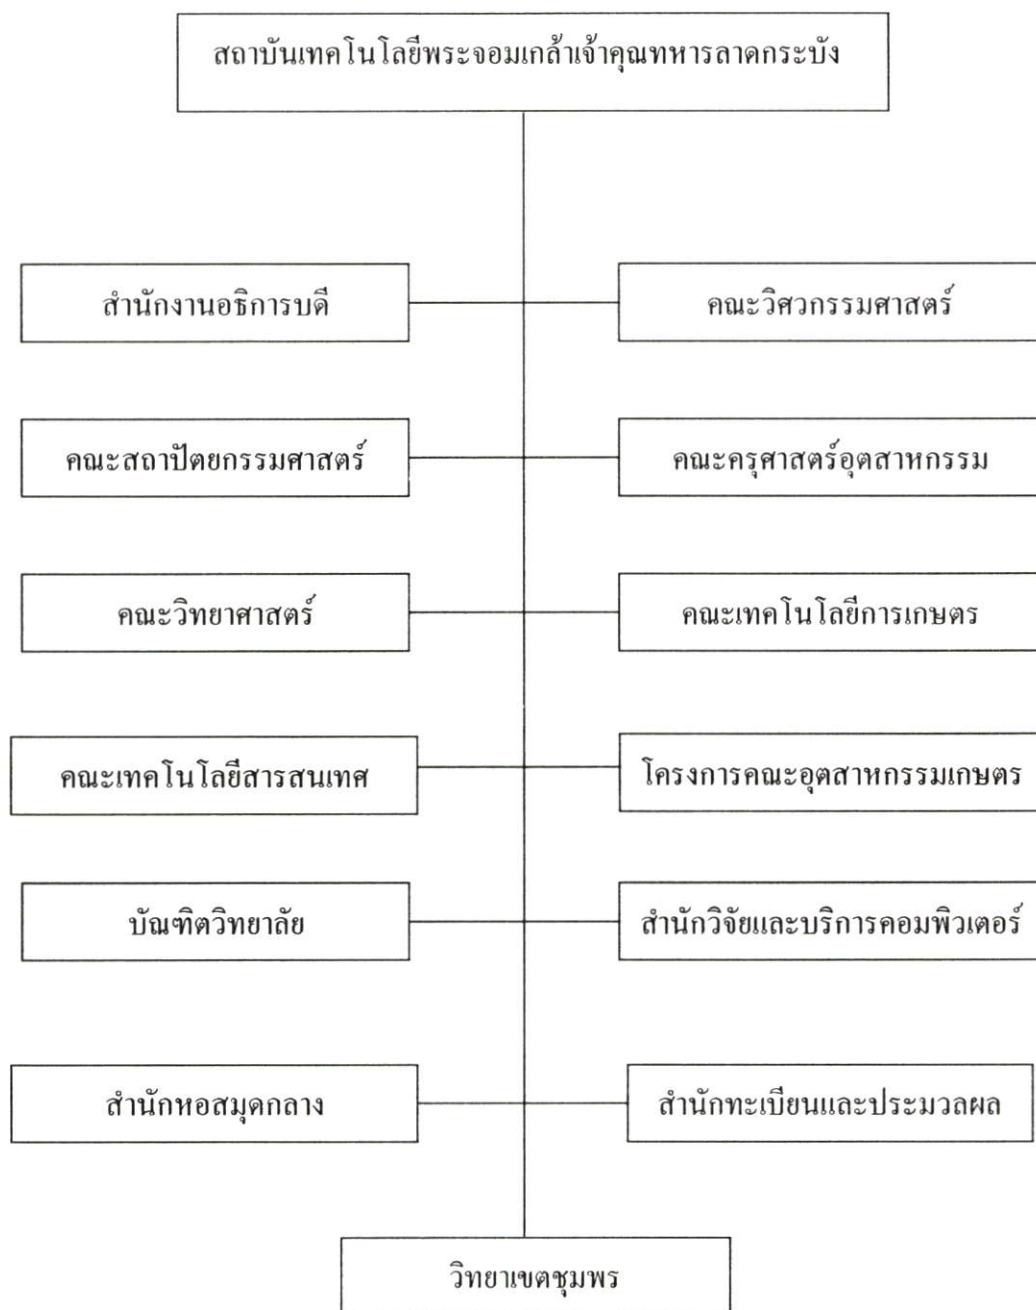 สถาบันเทคโนโลยีพระจอมเกล้าเจ้าคุณทหารลาดกระบัง
สำนักงานอธิการบดี
คณะวิศวกรรมศาสตร์
คณะสถาปัตยกรรมศาสตร์
คณะครุศาสตร์อุตสาหกรรม
คณะวิทยาศาสตร์
คณะเทคโนโลยีการเกษตร
คณะเทคโนโลยีสารสนเทศ
โครงการคณะอุตสาหกรรมเกษตร
บัณฑิตวิทยาลัย
สำนักวิจัยและบริการคอมพิวเตอร์
สำนักหอสมุดกลาง
สำนักทะเบียนและประมวลผล
วิทยาเขตชุมพร